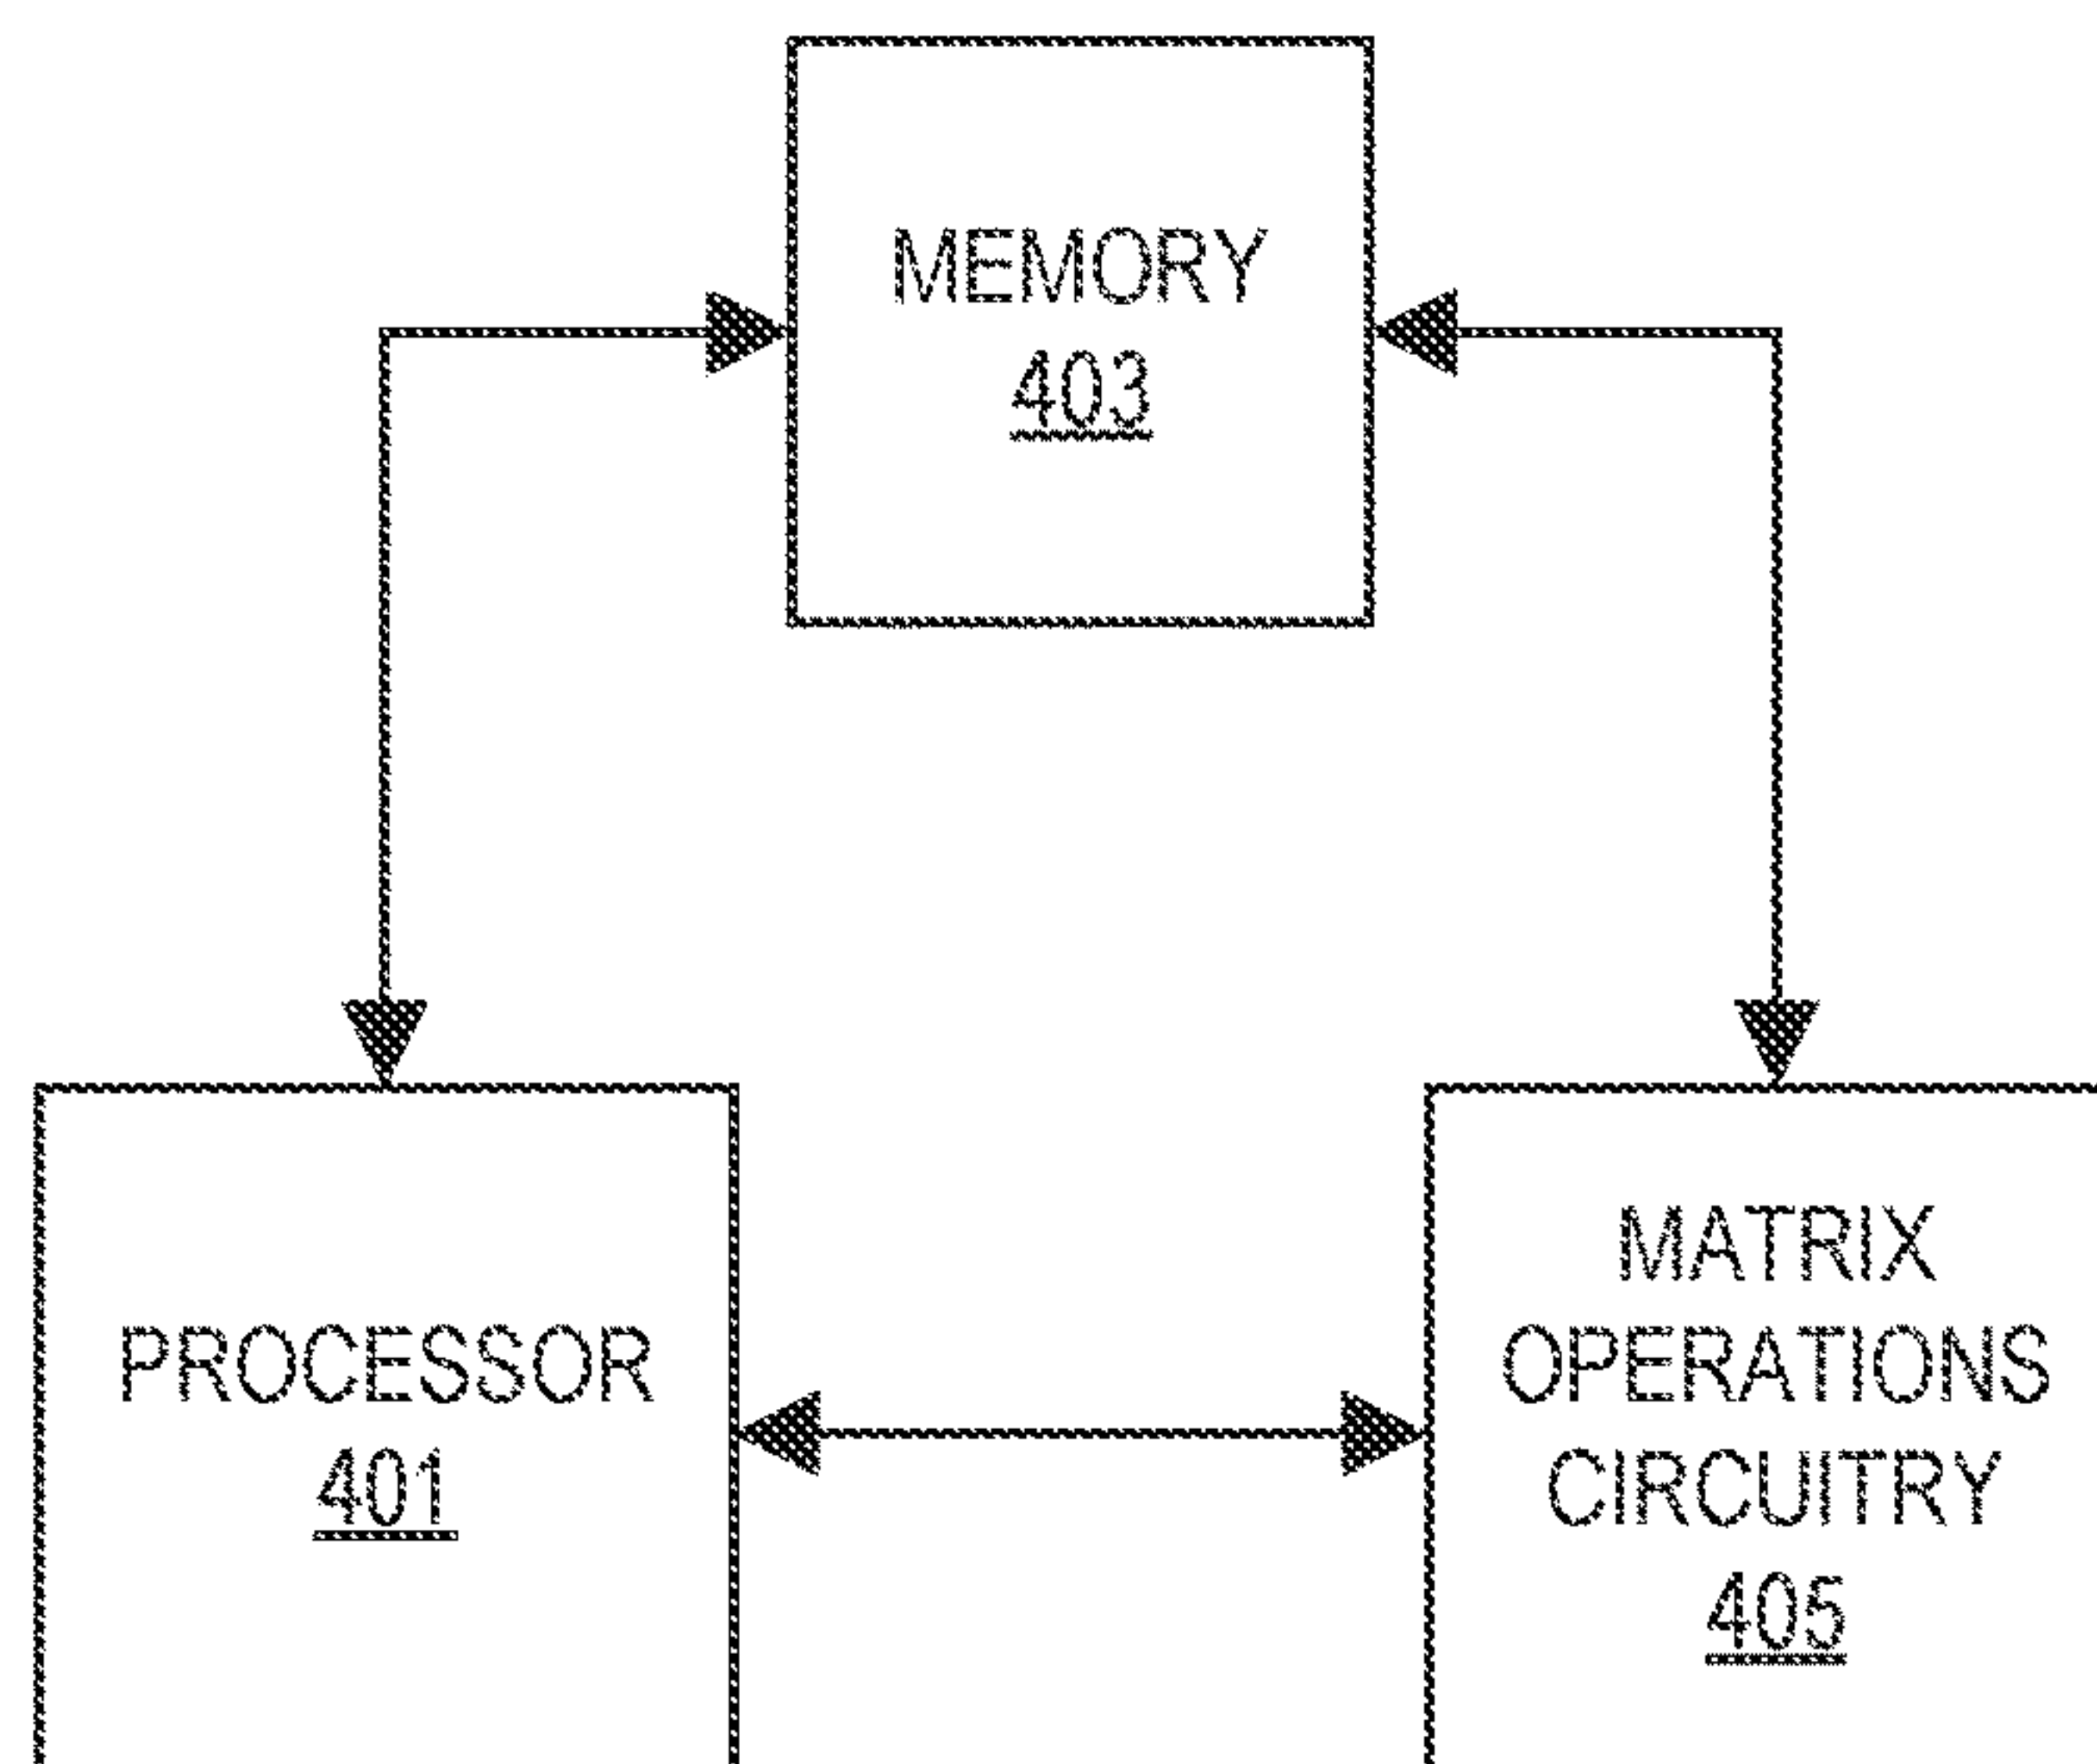 MEMORY
403
PROCESSOR
401
MATRIX
OPERATIONS
CIRCUITRY
405